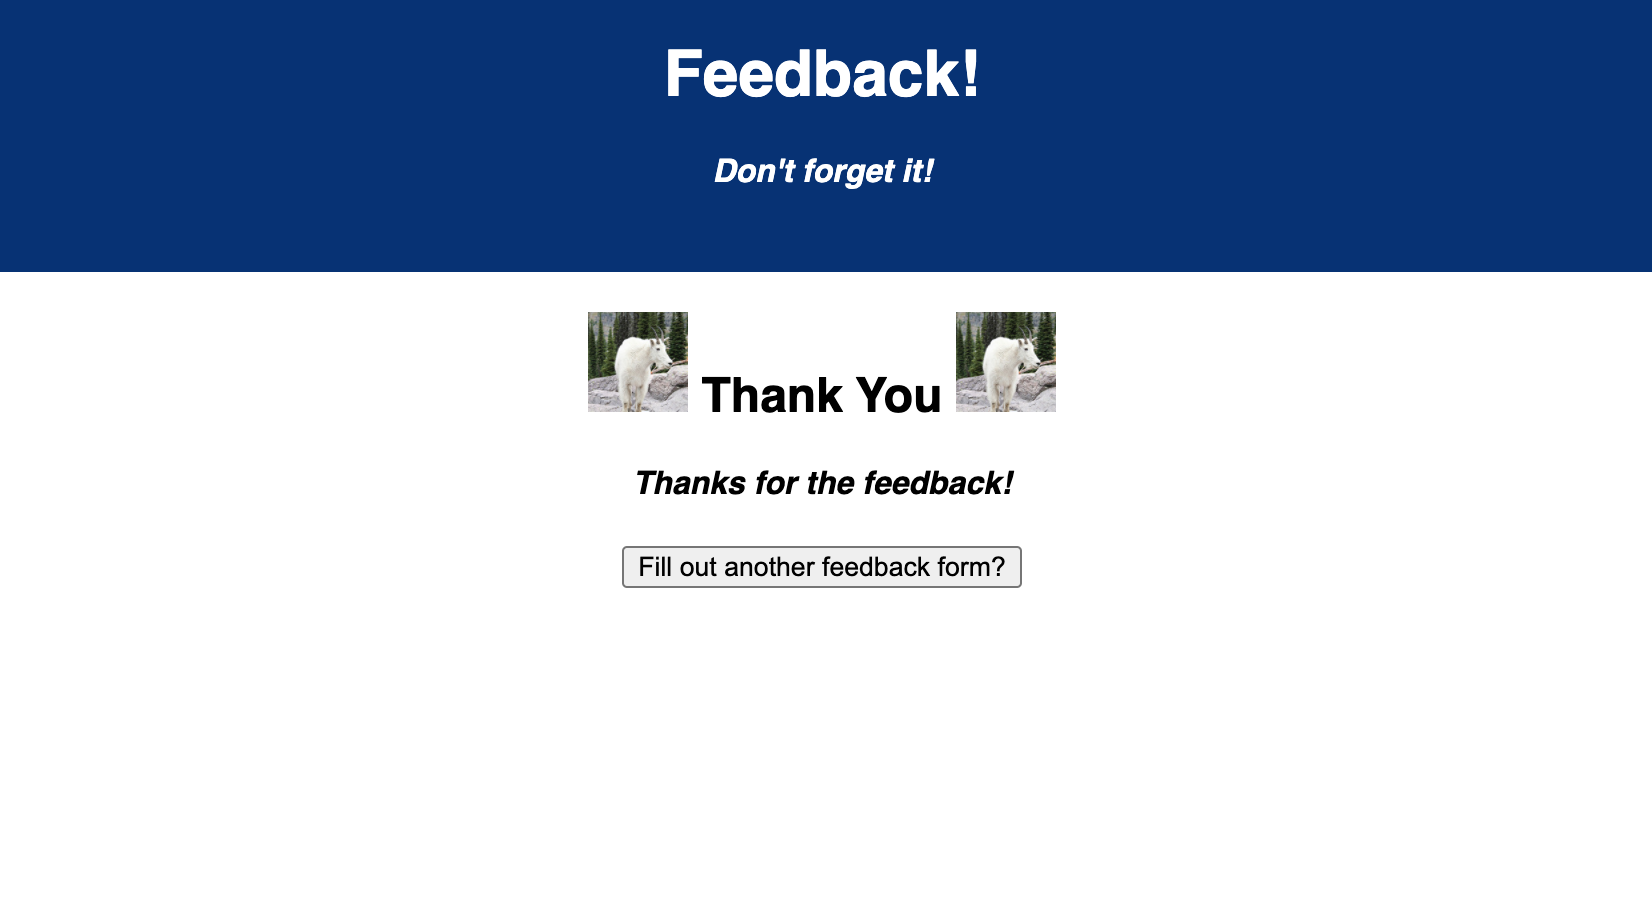 Feedback!
Don't forget it!
Thank You
Thanks for the feedback!
Fill out another feedback form?